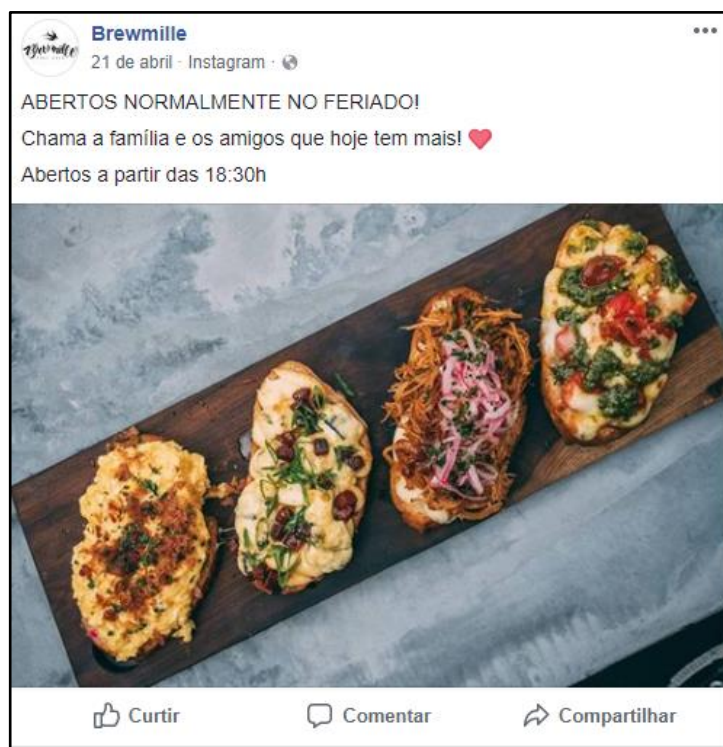 Brewmille
21 de abril · Instagram ·
ABERTOS NORMALMENTE NO FERIADO!
Chama a família e os amigos que hoje tem mais! ❤
Abertos a partir das 18:30h
Curtir
Comentar
Compartilhar